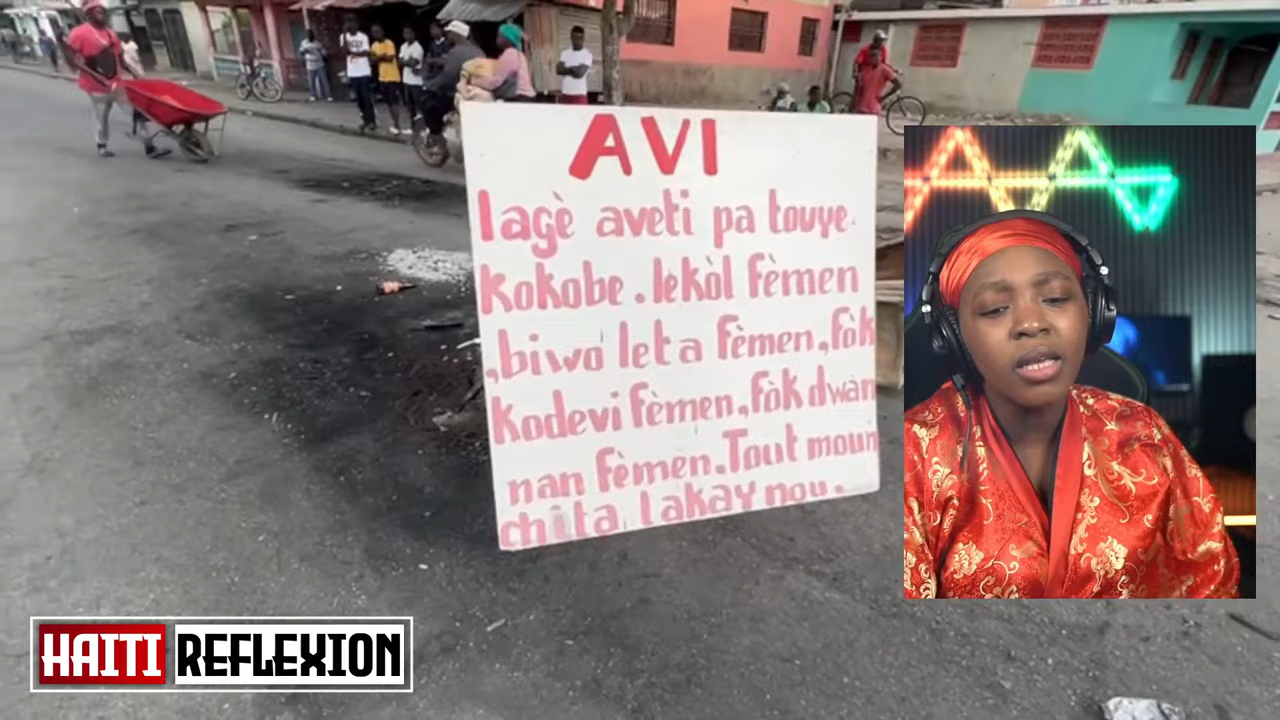 AVI
lagè aveti pa touye
kokobe. lekòl Fèmen
,biwo leta Fèmen, Fòk
kodevi Fèmen, Fòk dwàn
nan Fèmen. Tout moun
chita lakay nou.
HAITI REFLEXION